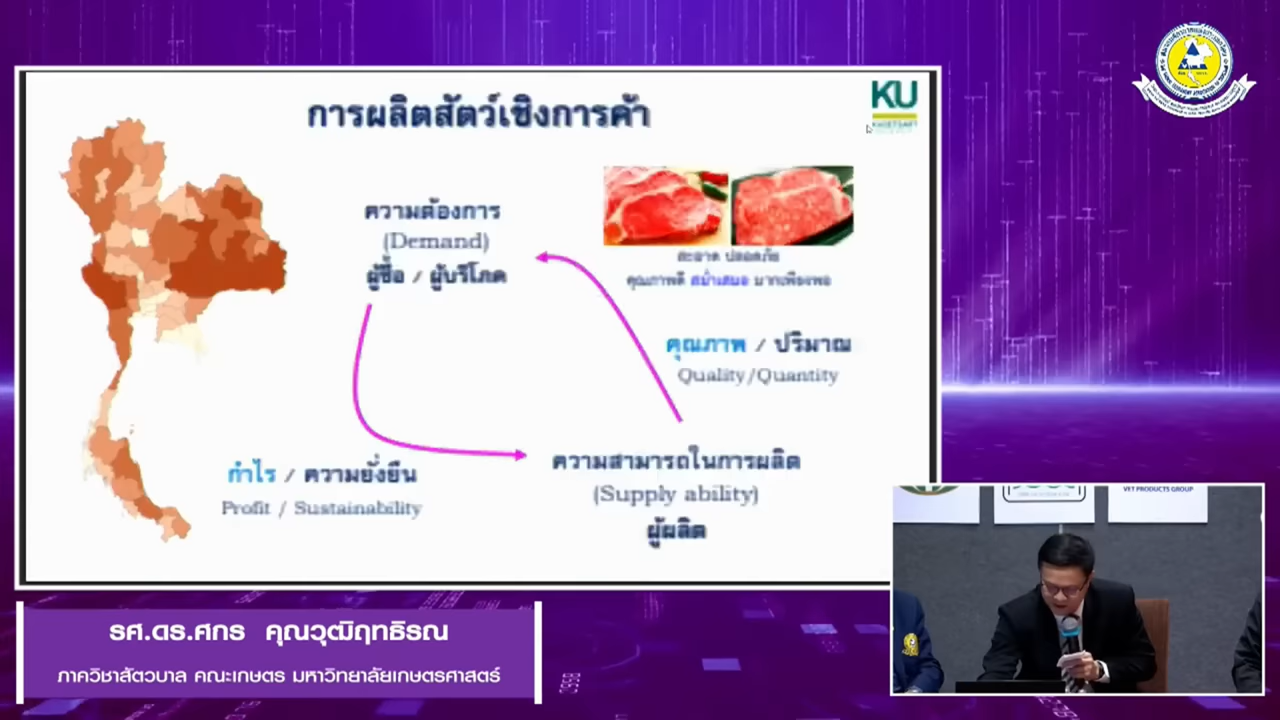 การผลิตสัตว์เชิงการค้า
KU
ความต้องการ
(Demand)
ผู้ซื้อ / ผู้บริโภค
สะอาด ปลอดภัย
คุณภาพดี สม่ำเสมอ มากเพียงพอ
คุณภาพ / ปริมาณ
Quality/Quantity
กำไร / ความยั่งยืน
Profit / Sustainability
ความสามารถในการผลิต
(Supply ability)
ผู้ผลิต
VET PRODUCTS GROUP
รศ.ดร.ศกร คุณวุฒิฤทธิรณ
ภาควิชาสัตวบาล คณะเกษตร มหาวิทยาลัยเกษตรศาสตร์